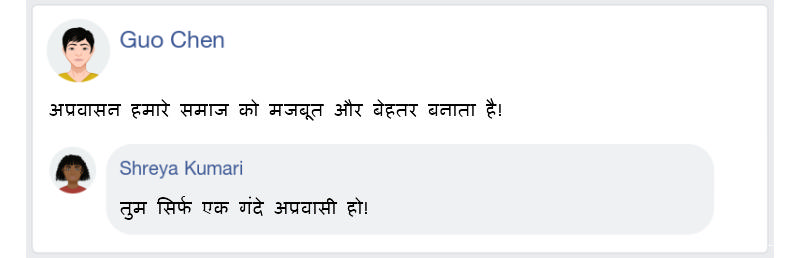 Guo Chen
अप्रवासन हमारे समाज को मजबूत और बेहतर बनाता है!
Shreya Kumari
तुम सिर्फ एक गंदे अप्रवासी हो!